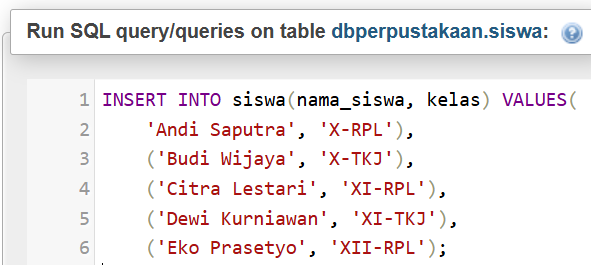 Run SQL query/queries on table dbperpustakaan.siswa:
1 INSERT INTO siswa(nama_siswa, kelas) VALUES(
2 'Andi Saputra', 'X-RPL'),
3 ('Budi Wijaya', 'X-TKJ'),
4 ('Citra Lestari', 'XI-RPL'),
5 ('Dewi Kurniawan', 'XI-TKJ'),
6 ('Eko Prasetyo', 'XII-RPL');